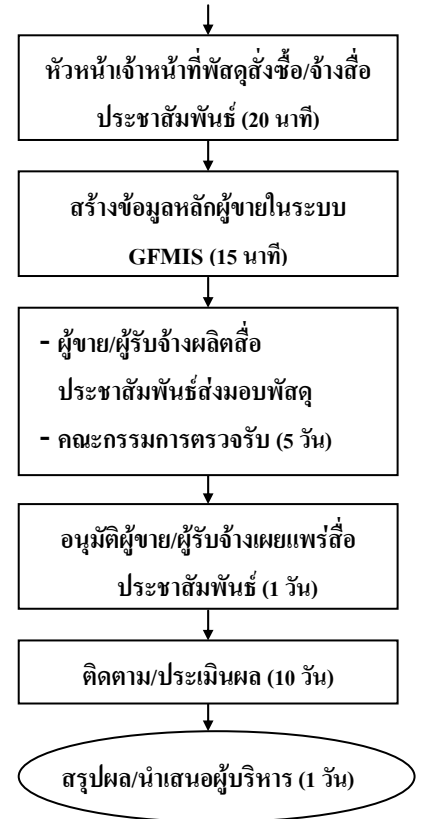 หัวหน้าเจ้าหน้าที่พัสดุสั่งซื้อ/จ้างสื่อ
ประชาสัมพันธ์ (20 นาที)
สร้างข้อมูลหลักผู้ขายในระบบ
GFMIS (15 นาที)
- ผู้ขาย/ผู้รับจ้างผลิตสื่อ
ประชาสัมพันธ์ส่งมอบพัสดุ
- คณะกรรมการตรวจรับ (5 วัน)
อนุมัติผู้ขาย/ผู้รับจ้างเผยแพร่สื่อ
ประชาสัมพันธ์ (1 วัน)
ติดตาม/ประเมินผล (10 วัน)
สรุปผล/นำเสนอผู้บริหาร (1 วัน)